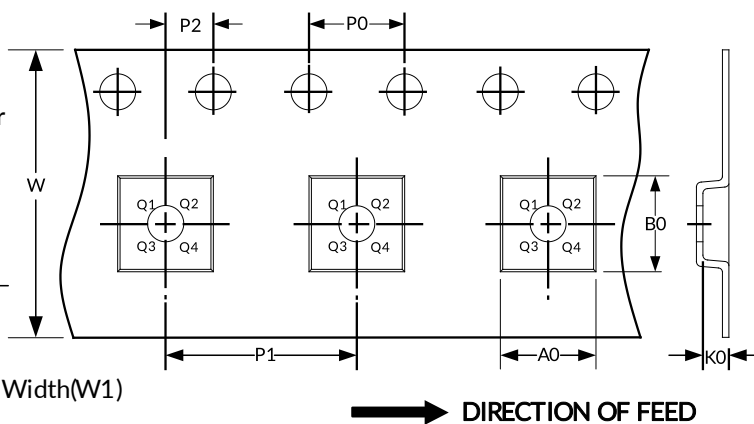 P2 P0
r
W
Q1 Q2 Q1 Q2 Q1 Q2
B0
Q3 Q4 Q3 Q4 Q3 Q4
P1 A0 K0
Width(W1)
DIRECTION OF FEED